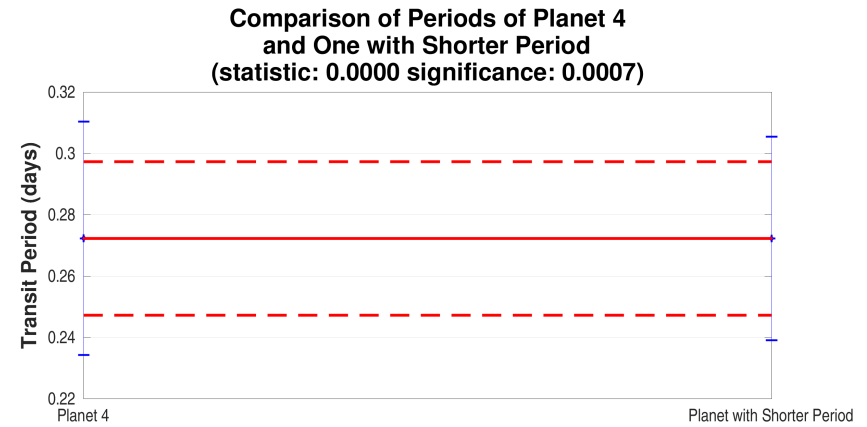 Comparison of Periods of Planet 4
and One with Shorter Period
(statistic: 0.0000 significance: 0.0007)
Transit Period (days)
0.32
0.3
0.28
0.26
0.24
0.22
Planet 4
Planet with Shorter Period